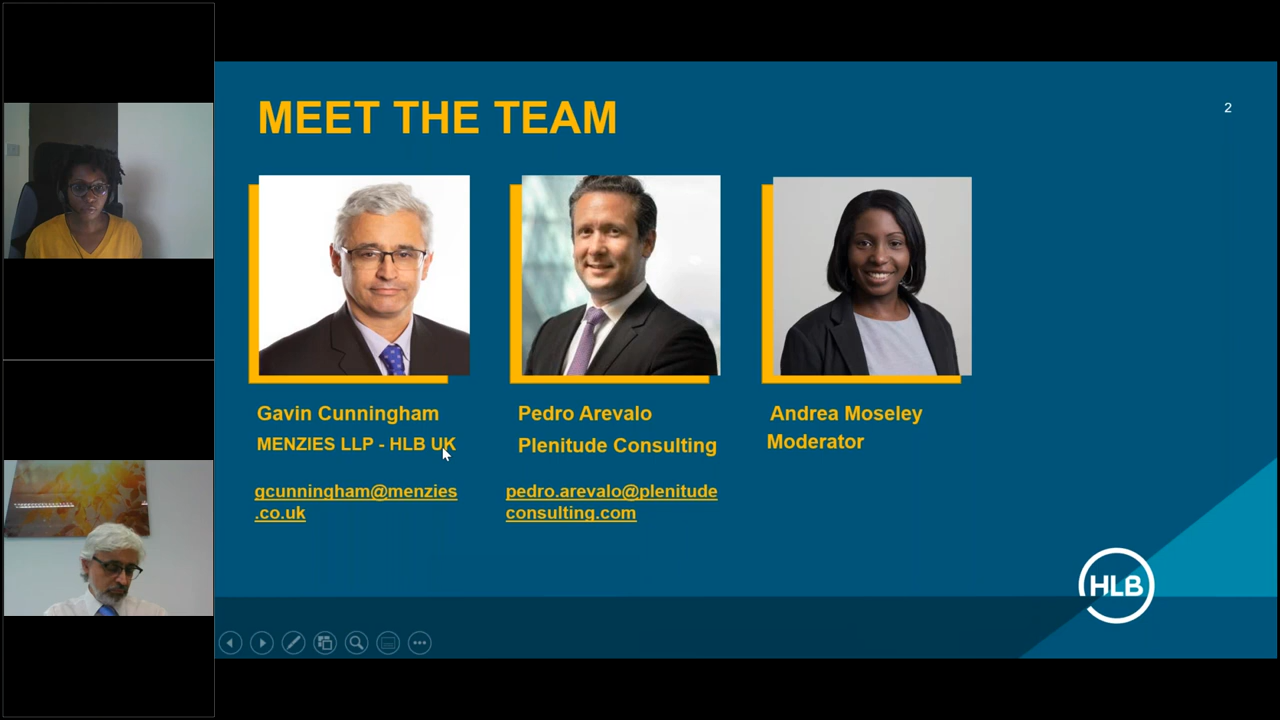 MEET THE TEAM
2
Gavin Cunningham
MENZIES LLP - HLB UK
gcunningham@menzies
.co.uk
Pedro Arevalo
Plenitude Consulting
pedro.arevalo@plenitude
consulting.com
Andrea Moseley
Moderator
HLB